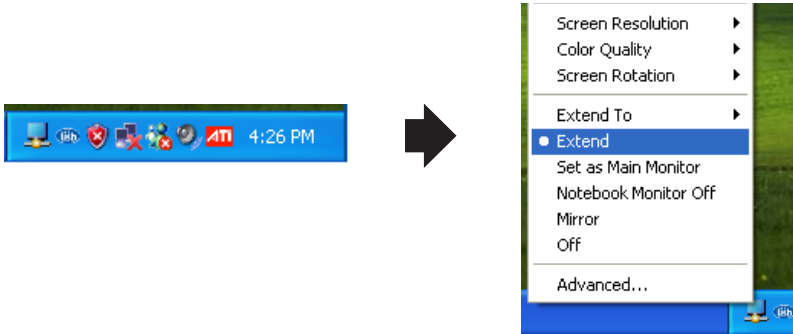 ATI 4:26 PM
Screen Resolution
Color Quality
Screen Rotation
Extend To
Extend
Set as Main Monitor
Notebook Monitor Off
Mirror
Off
Advanced...